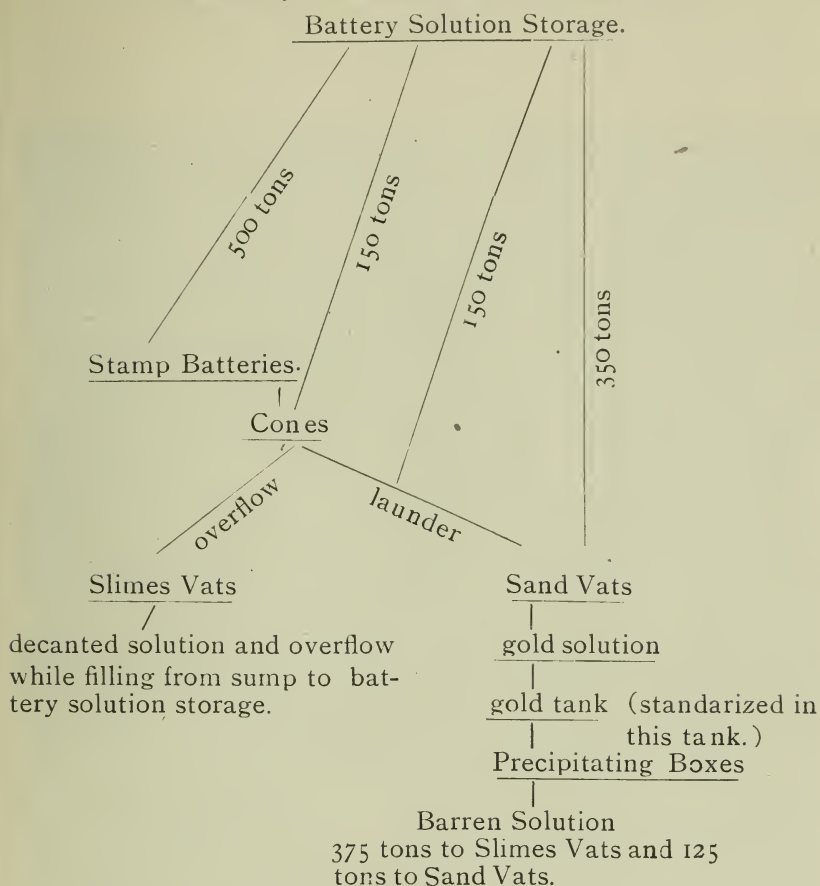 Battery Solution Storage.
500 tons
150 tons
150 tons
350 tons
Stamp Batteries.
Cones
overflow
launder
Slimes Vats
Sand Vats
decanted solution and overflow
while filling from sump to bat-
tery solution storage.
gold solution
gold tank (standarized in
this tank.)
Precipitating Boxes
Barren Solution
375 tons to Slimes Vats and 125
tons to Sand Vats.